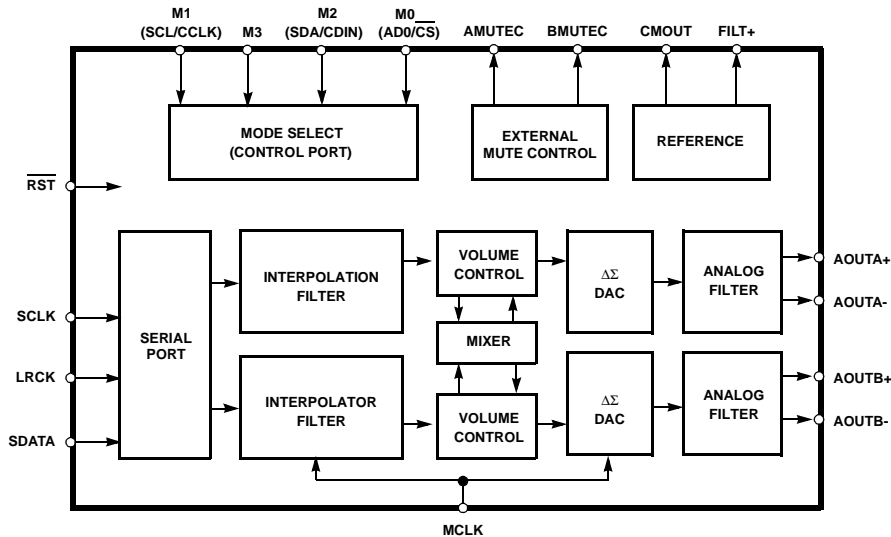 M1
(SCL/CCLK)
M3
M2
(SDA/CDIN)
M0
(AD0/CS)
AMUTEC
BMUTEC
CMOUT
FILT+
MODE SELECT
(CONTROL PORT)
EXTERNAL
MUTE CONTROL
REFERENCE
RST
SCLK
LRCK
SDATA
SERIAL
PORT
INTERPOLATION
FILTER
VOLUME
CONTROL
ΔΣ
DAC
ANALOG
FILTER
AOUTA+
AOUTA-
MIXER
INTERPOLATOR
FILTER
VOLUME
CONTROL
ΔΣ
DAC
ANALOG
FILTER
AOUTB+
AOUTB-
MCLK